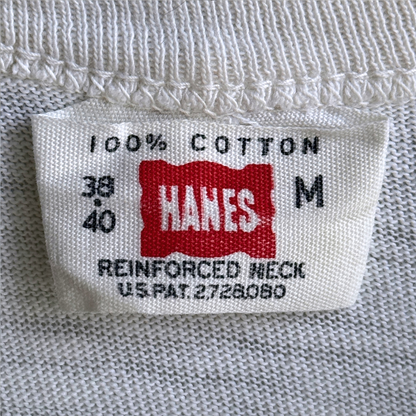 100% COTTON
38•40 HANES M
REINFORCED NECK
U.S. PAT. 2,728,080